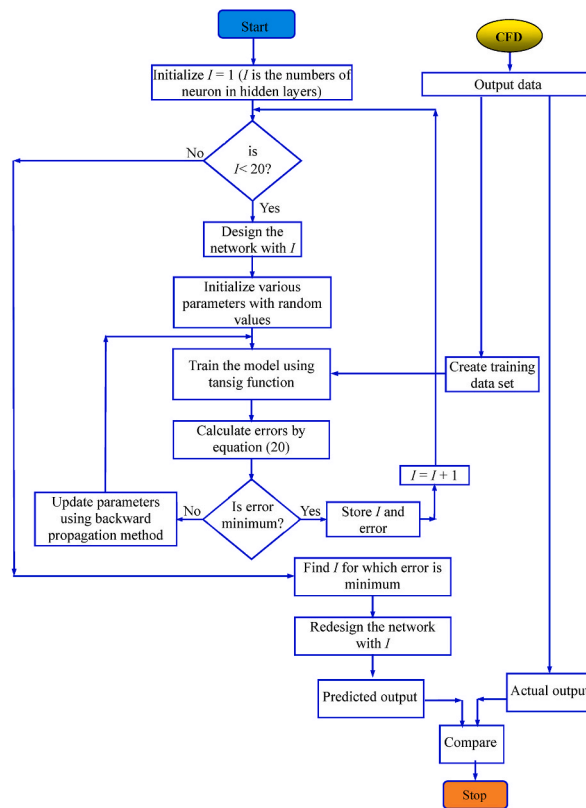 Start
CFD
Initialize I = 1 (I is the numbers of
neuron in hidden layers)
Output data
is
I< 20?
No
Yes
Design the
network with I
Initialize various
parameters with random
values
Train the model using
tansig function
Create training
data set
Calculate errors by
equation (20)
I = I + 1
Update parameters
using backward
propagation method
No
Is error
minimum?
Yes
Store I and
error
Find I for which error is
minimum
Redesign the network
with I
Predicted output
Actual output
Compare
Stop